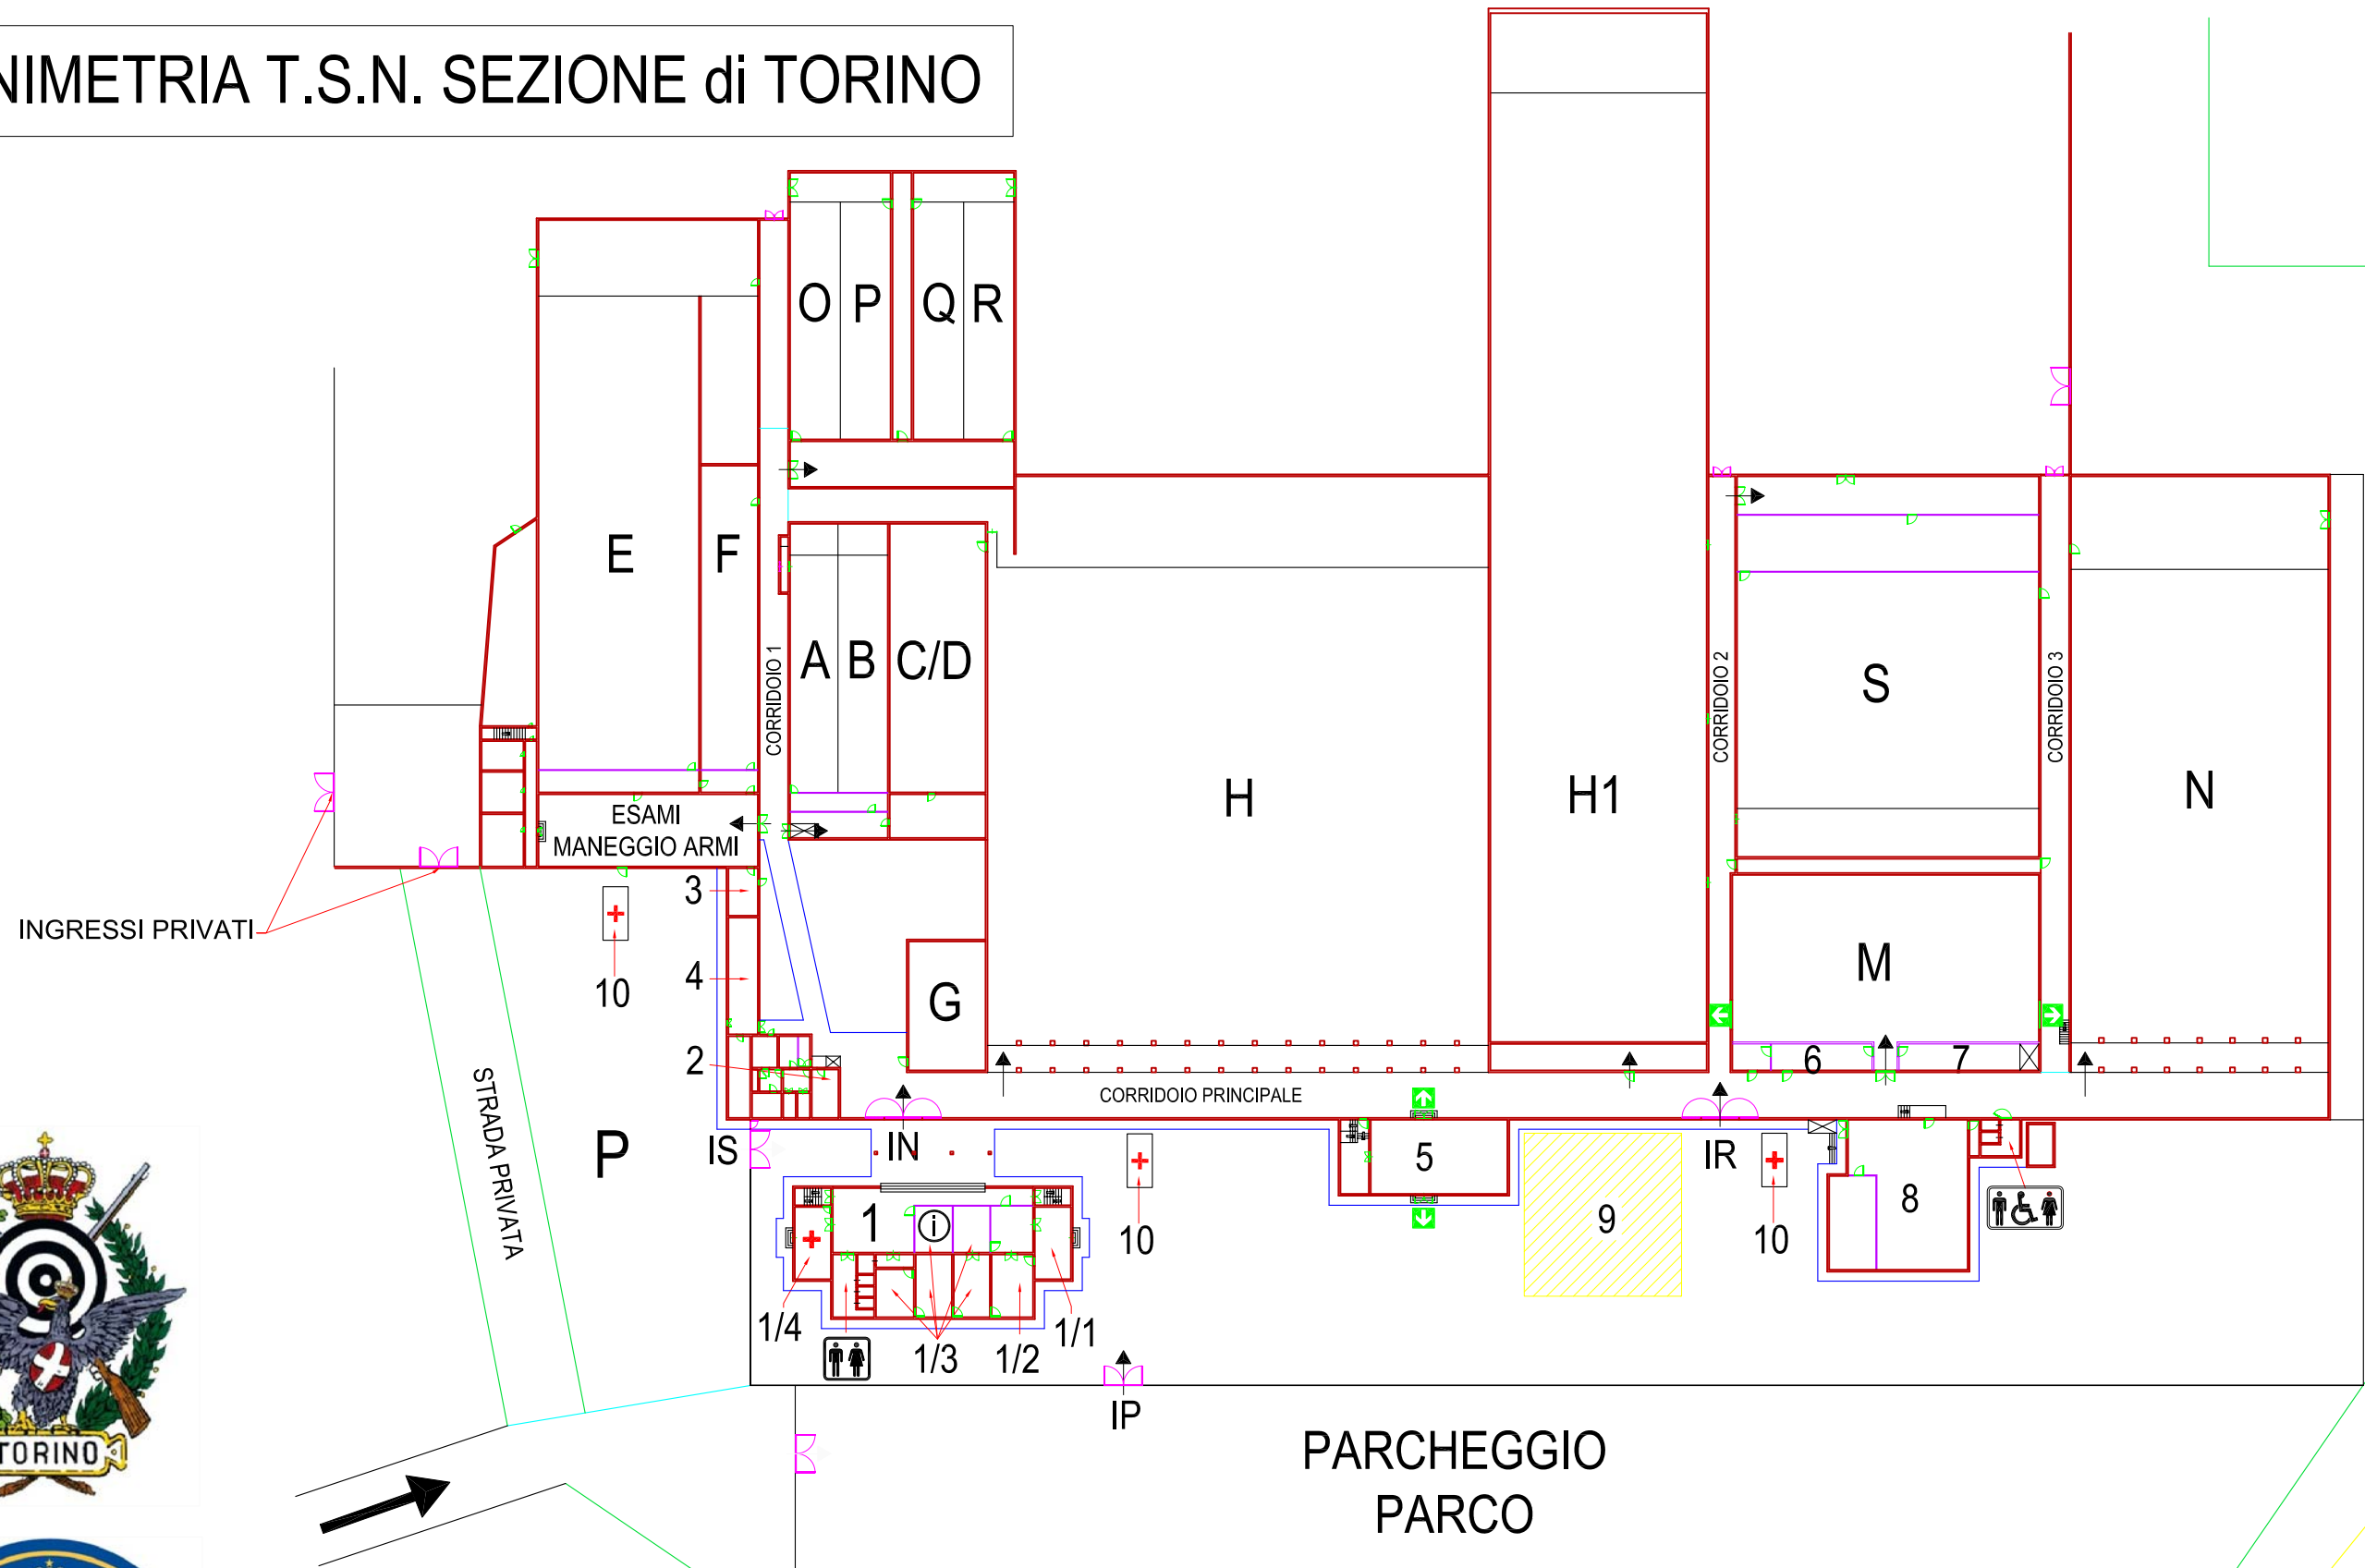 NIMETRIA T.S.N. SEZIONE di TORINO
O
P
Q
R
E
F
CORRIDOIO 1
A
B
C/D
H
H1
CORRIDOIO 2
S
CORRIDOIO 3
N
ESAMI
MANEGGIO ARMI
INGRESSI PRIVATI
3
4
10
2
G
M
6
7
CORRIDOIO PRINCIPALE
STRADA PRIVATA
P
IS
IN
10
5
9
IR
10
8
1
i
1/4
1/3
1/2
1/1
IP
TORINO
PARCHEGGIO
PARCO